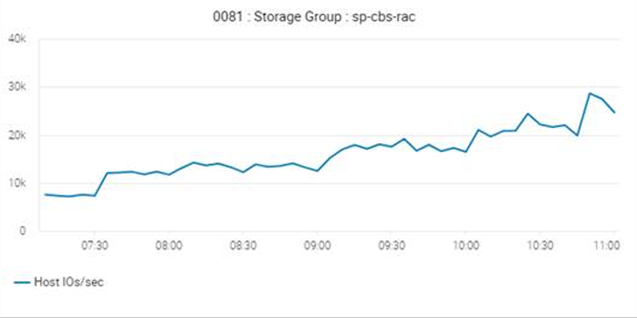 0081 : Storage Group : sp-cbs-rac
40k
30k
20k
10k
0
07:30 08:00 08:30 09:00 09:30 10:00 10:30 11:00
Host IOs/sec